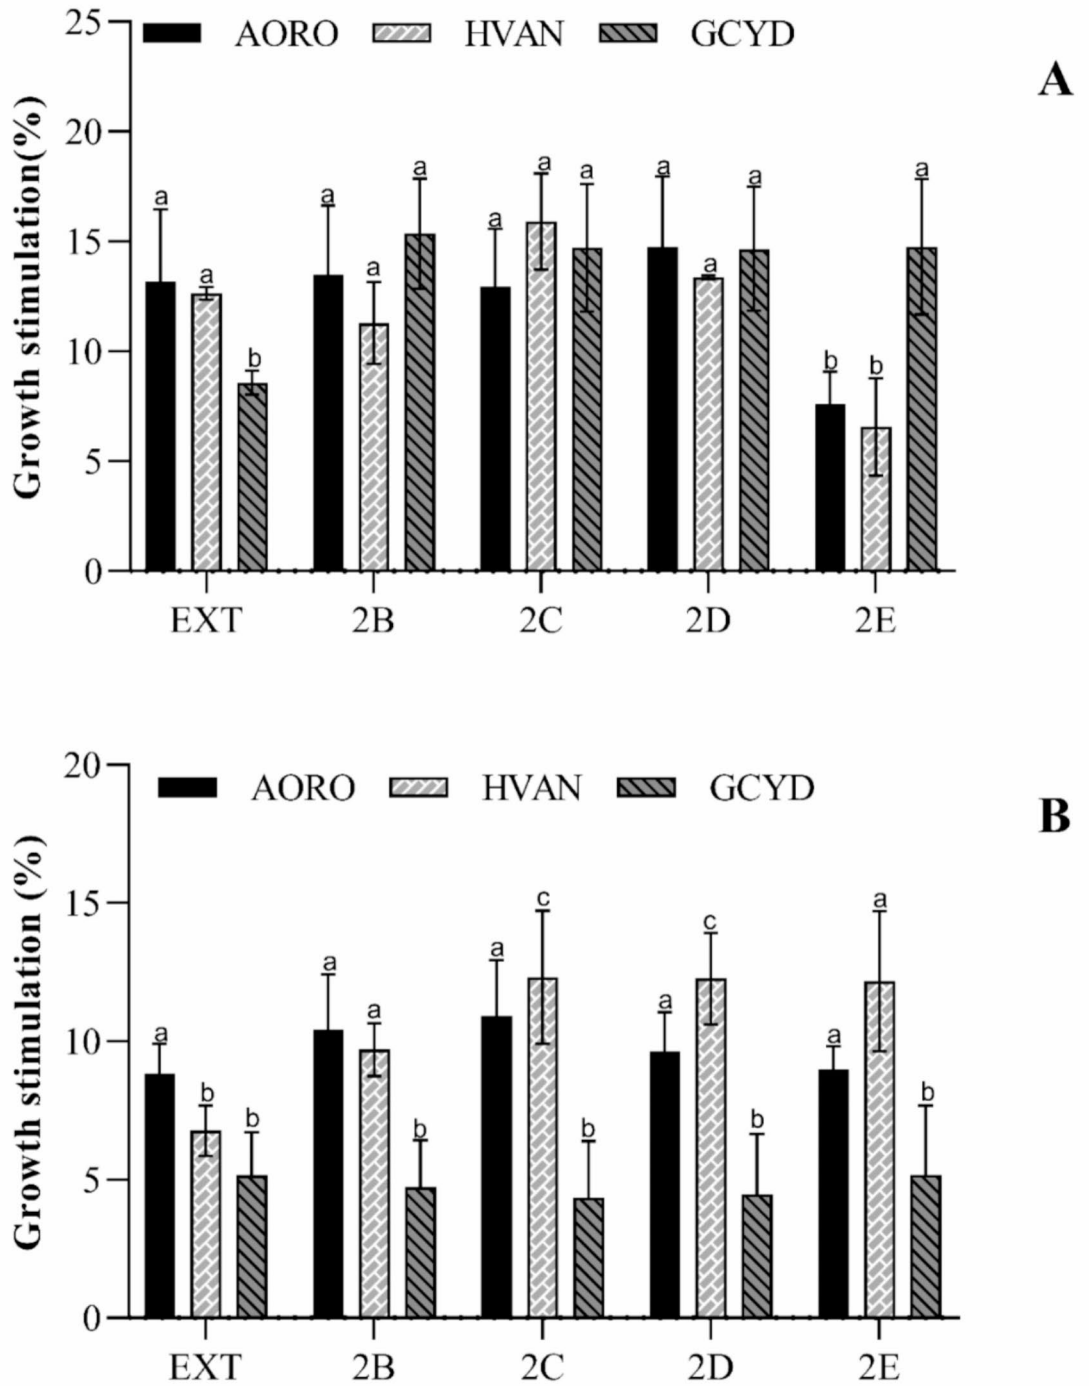 25
AORO HVAN GCYD
A
20
15
10
5
0
Growth stimulation(%)
a a b a a a a a a a a a b b a
EXT 2B 2C 2D 2E
20
AORO HVAN GCYD
B
15
10
5
0
Growth stimulation (%)
a b b a a b a c b a c b a a b
EXT 2B 2C 2D 2E